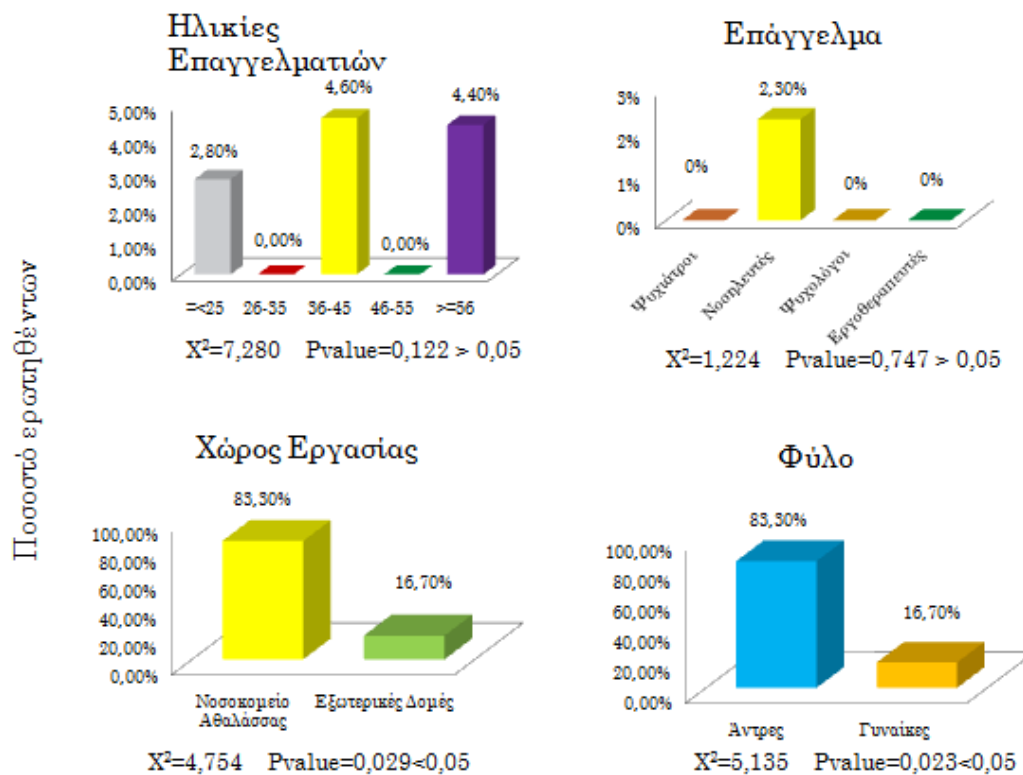 Ηλικίες
Επαγγελματιών
4,60%
4,40%
5,00%
4,00%
2,80%
3,00%
2,00%
0,00%
0,00%
1,00%
0,00%
=<25 26-35 36-45 46-55 >=56
X²=7,280 Pvalue=0,122 > 0,05
Επάγγελμα
2,30%
3%
2%
0%
0%
0%
1%
0%
Ψυχιάτροι
Νοσηλευτές
Ψυχολόγοι
Εργοθεραπευτές
X²=1,224 Pvalue=0,747 > 0,05
Ποσοστό ερωτηθέντων
Χώρος Εργασίας
83,30%
100,00%
80,00%
16,70%
60,00%
40,00%
20,00%
0,00%
Νοσοκομείο
Αθαλάσσας
Εξωτερικές Δομές
X²=4,754 Pvalue=0,029<0,05
Φύλο
83,30%
100,00%
80,00%
16,70%
60,00%
40,00%
20,00%
0,00%
Άντρες Γυναίκες
X²=5,135 Pvalue=0,023<0,05